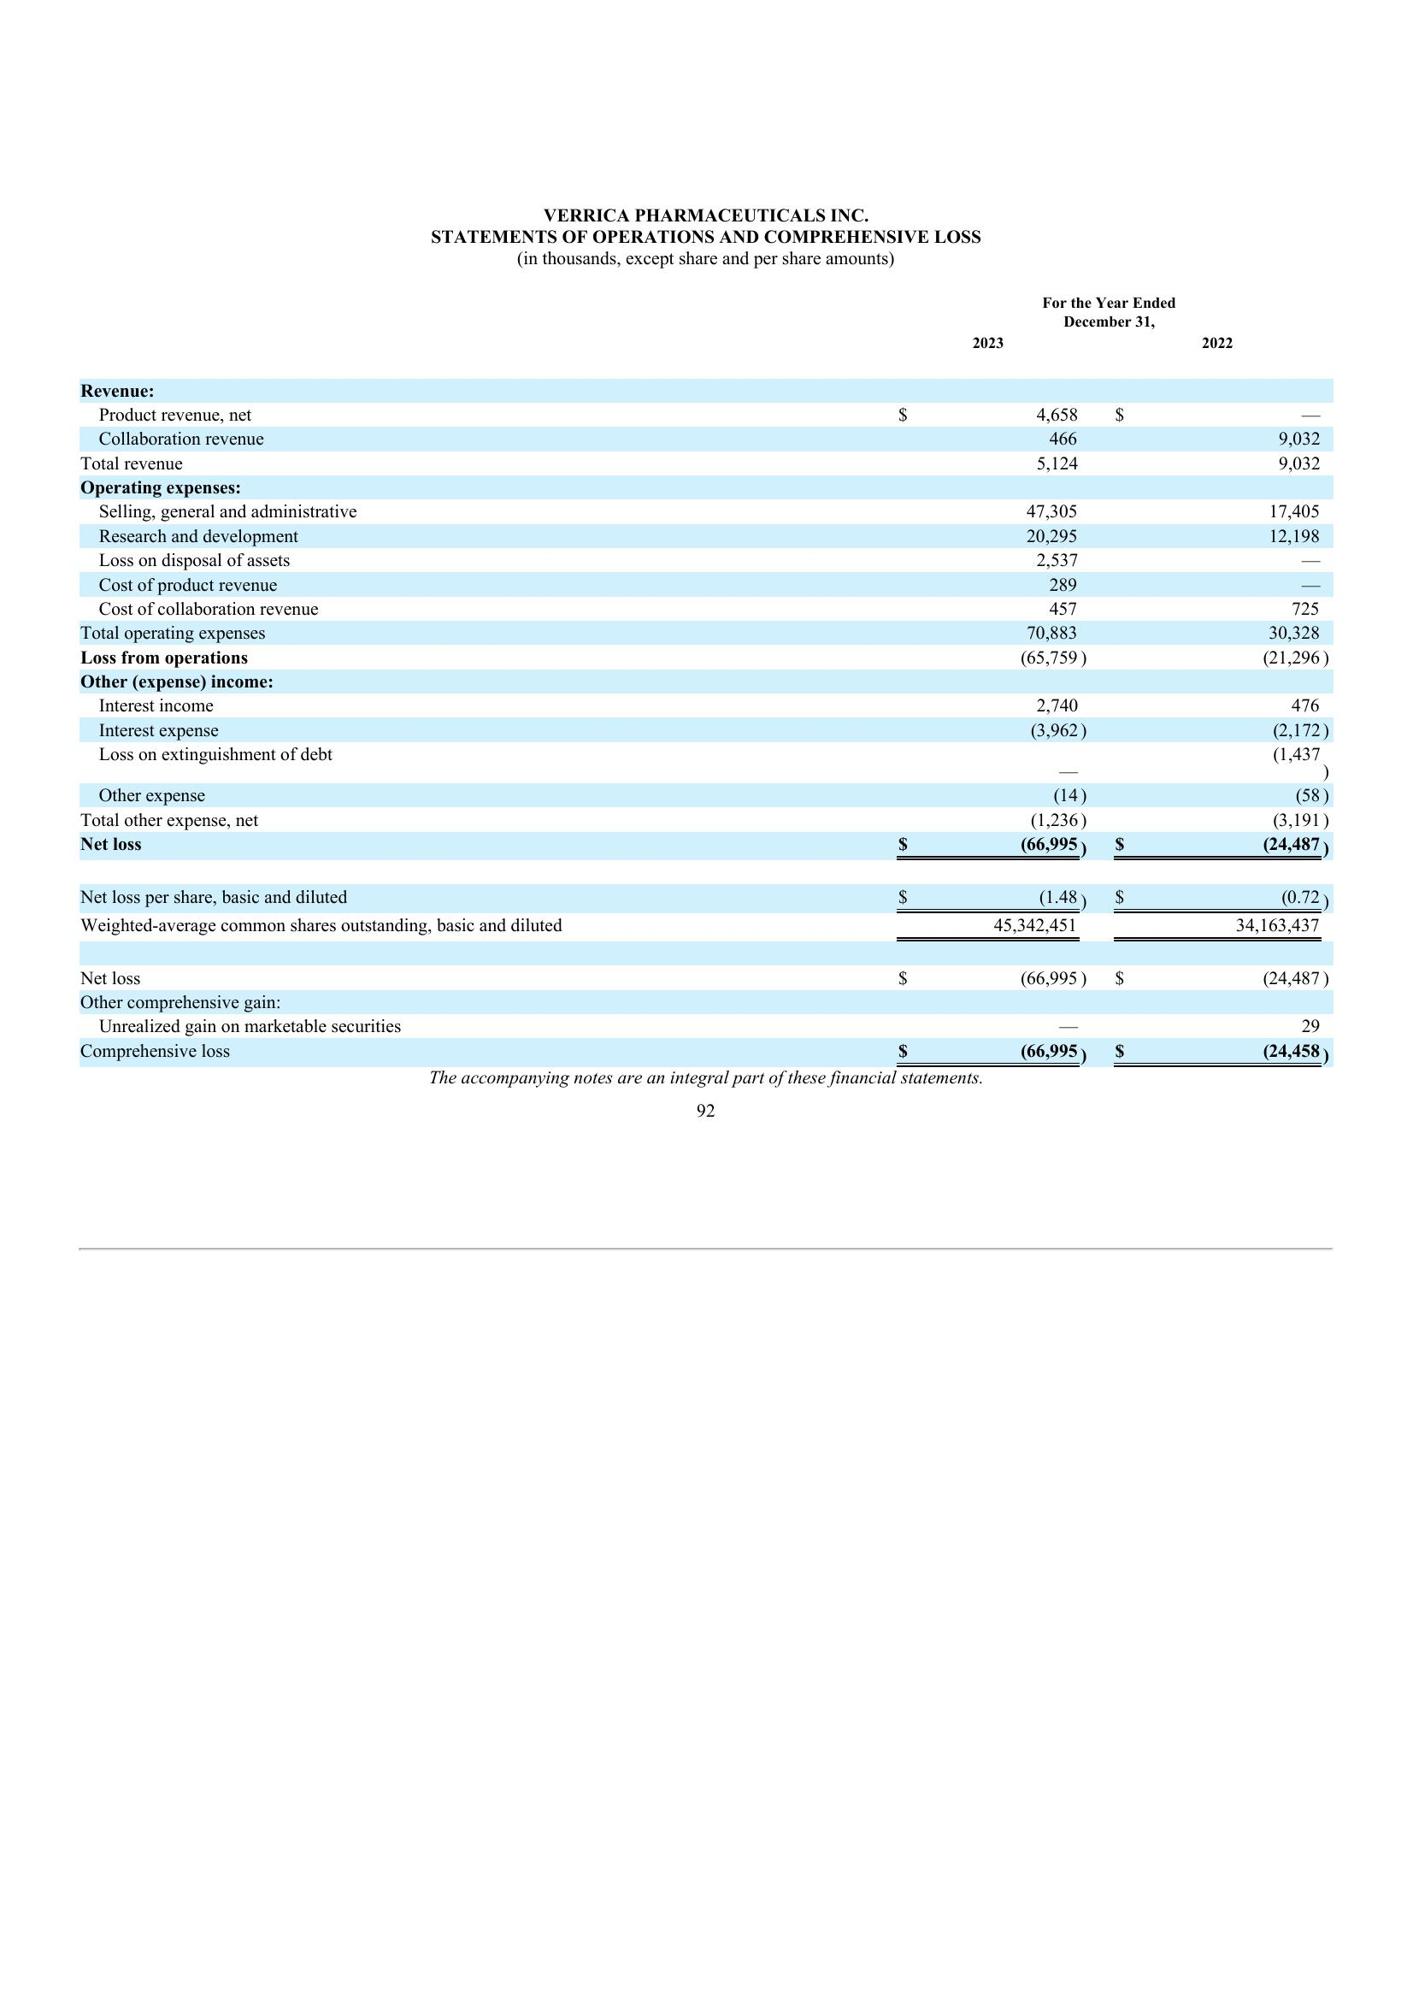 VERRICA PHARMACEUTICALS INC.
STATEMENTS OF OPERATIONS AND COMPREHENSIVE LOSS
(in thousands, except share and per share amounts)
For the Year Ended
December 31,
2023 2022
Revenue:
Product revenue, net $ 4,658 $ —
Collaboration revenue 466 9,032
Total revenue 5,124 9,032
Operating expenses:
Selling, general and administrative 47,305 17,405
Research and development 20,295 12,198
Loss on disposal of assets 2,537 —
Cost of product revenue 289 —
Cost of collaboration revenue 457 725
Total operating expenses 70,883 30,328
Loss from operations (65,759) (21,296)
Other (expense) income:
Interest income 2,740 476
Interest expense (3,962) (2,172)
Loss on extinguishment of debt — (1,437)
Other expense (14) (58)
Total other expense, net (1,236) (3,191)
Net loss $ (66,995) $ (24,487)
Net loss per share, basic and diluted $ (1.48) $ (0.72)
Weighted-average common shares outstanding, basic and diluted 45,342,451 34,163,437
Net loss $ (66,995) $ (24,487)
Other comprehensive gain:
Unrealized gain on marketable securities — 29
Comprehensive loss $ (66,995) $ (24,458)
The accompanying notes are an integral part of these financial statements.
92